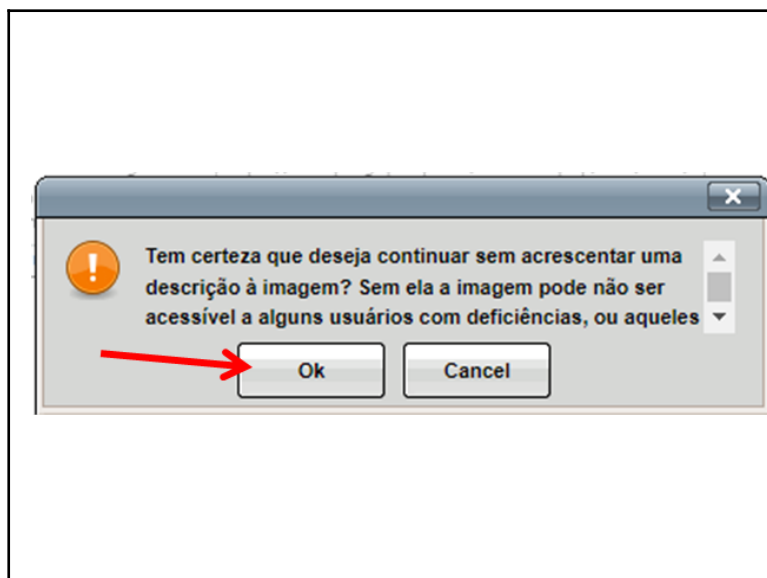 Tem certeza que deseja continuar sem acrescentar uma
descrição à imagem? Sem ela a imagem pode não ser
acessível a alguns usuários com deficiências, ou aqueles
Ok
Cancel